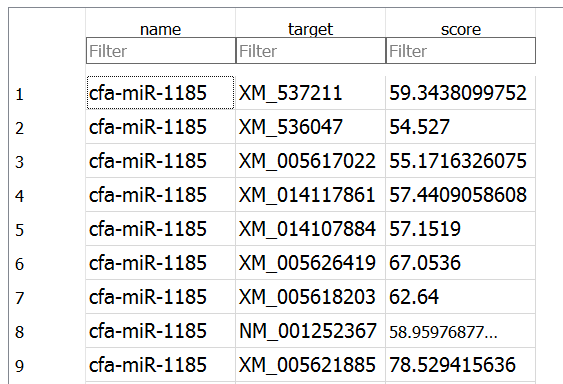 name target score
Filter Filter Filter
1 cfa-miR-1185 XM_537211 59.3438099752
2 cfa-miR-1185 XM_536047 54.527
3 cfa-miR-1185 XM_005617022 55.1716326075
4 cfa-miR-1185 XM_014117861 57.4409058608
5 cfa-miR-1185 XM_014107884 57.1519
6 cfa-miR-1185 XM_005626419 67.0536
7 cfa-miR-1185 XM_005618203 62.64
8 cfa-miR-1185 NM_001252367 58.95976877...
9 cfa-miR-1185 XM_005621885 78.529415636